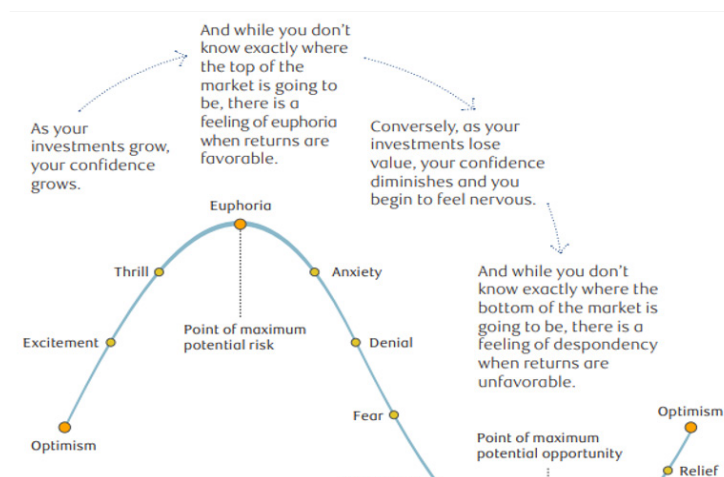 As your
investments grow,
your confidence
grows.
And while you don't
know exactly where
the top of the
market is going to
be, there is a
feeling of euphoria
when returns are
favorable.
Conversely, as your
investments lose
value, your confidence
diminishes and you
begin to feel nervous.
And while you don't
know exactly where the
bottom of the market is
going to be, there is a
feeling of despondency
when returns are
unfavorable.
Euphoria
Thrill
Anxiety
Point of maximum
potential risk
Excitement
Denial
Fear
Optimism
Optimism
Point of maximum
potential opportunity
Relief